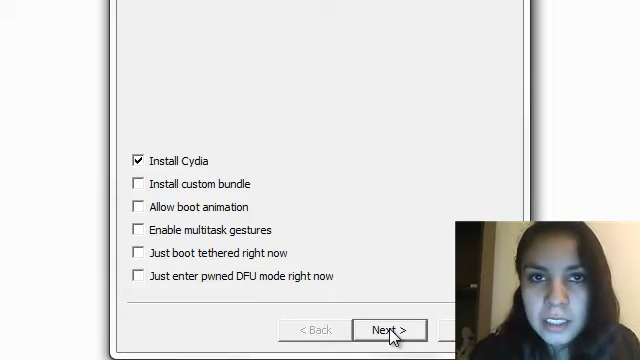 Install Cydia
Install custom bundle
Allow boot animation
Enable multitask gestures
Just boot tethered right now
Just enter pwned DFU mode right now
< Back
Next >